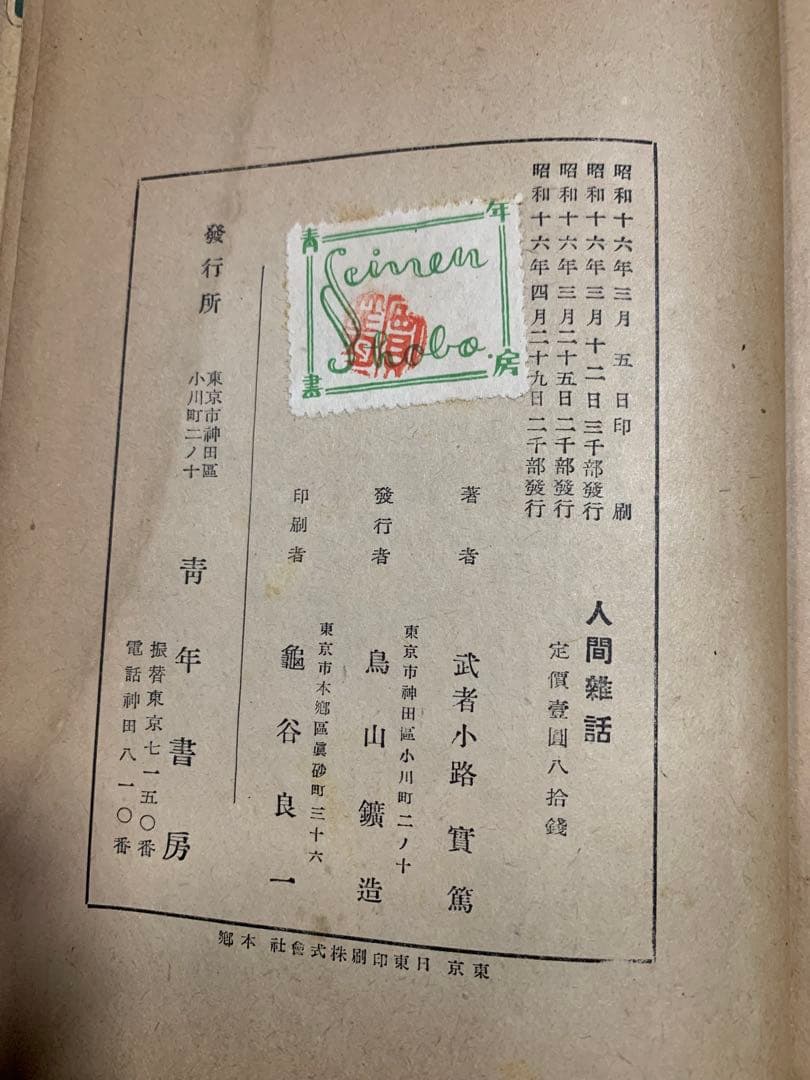 昭和十六年三月五日印刷
昭和十六年三月十二日三千部發行
昭和十六年三月二十五日二千部發行
昭和十六年四月二十九日二千部發行
人間雜話
定價壹圓八拾錢
青年書房
Seinen
Shobo.
著者
武者小路實篤
發行者
東京市神田區小川町二ノ十
鳥山鑛造
印刷者
東京市本鄕區眞砂町三十六
龜谷良一
發行所
東京市神田區
小川町二ノ十
靑年書房
振替東京七一五〇番
電話神田八一〇番
東京 日東印刷株式會社 本鄕